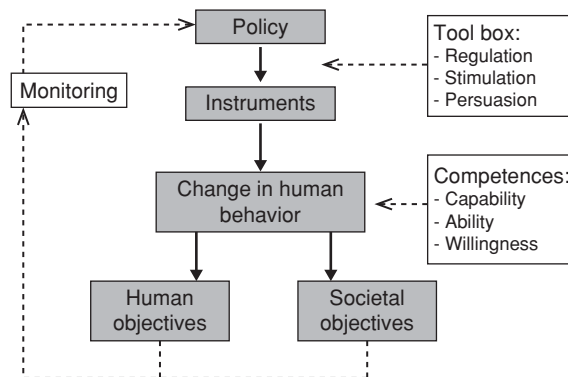 Policy
Tool box:
- Regulation
- Stimulation
- Persuasion
Monitoring
Instruments
Competences:
- Capability
- Ability
- Willingness
Change in human
behavior
Human
objectives
Societal
objectives